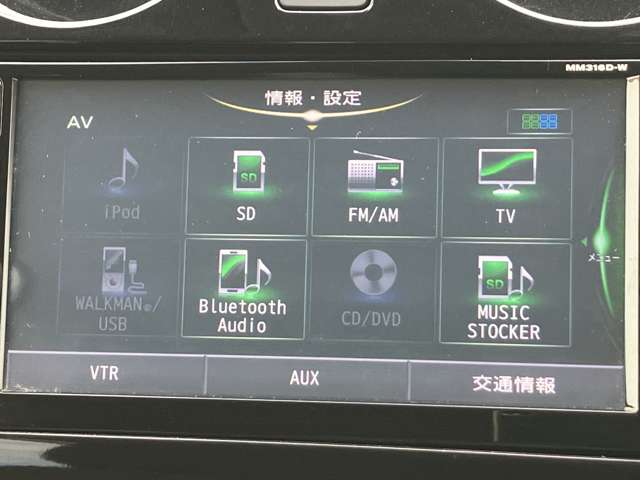 MM316D-W
情報・設定
AV
iPod
SD
SD
FM/AM
TV
メニュー
WALKMAN®/
USB
Bluetooth
Audio
CD/DVD
SD
MUSIC
STOCKER
VTR
AUX
交通情報